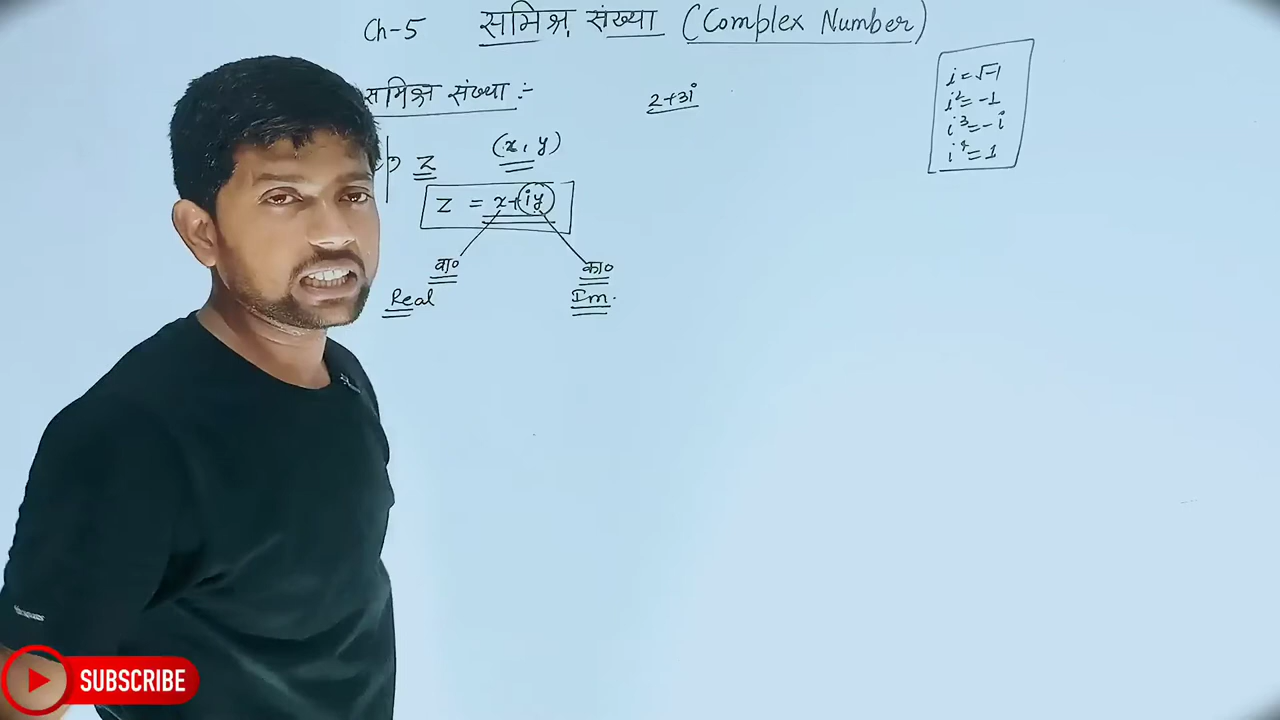 Ch-5 समिश्र संख्या (Complex Number)
समिश्र संख्या :-
2+3i
i = √-1
i² = -1
i³ = -i
i⁴ = 1
Z (x, y)
Z = x+iy
वा० का०
Real Im.
SUBSCRIBE